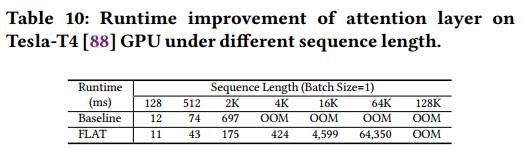 Table 10: Runtime improvement of attention layer on
Tesla-T4 [88] GPU under different sequence length.
Runtime Sequence Length (Batch Size=1)
(ms) 128 512 2K 4K 16K 64K 128K
Baseline 12 74 697 OOM OOM OOM OOM
FLAT 11 43 175 424 4,599 64,350 OOM